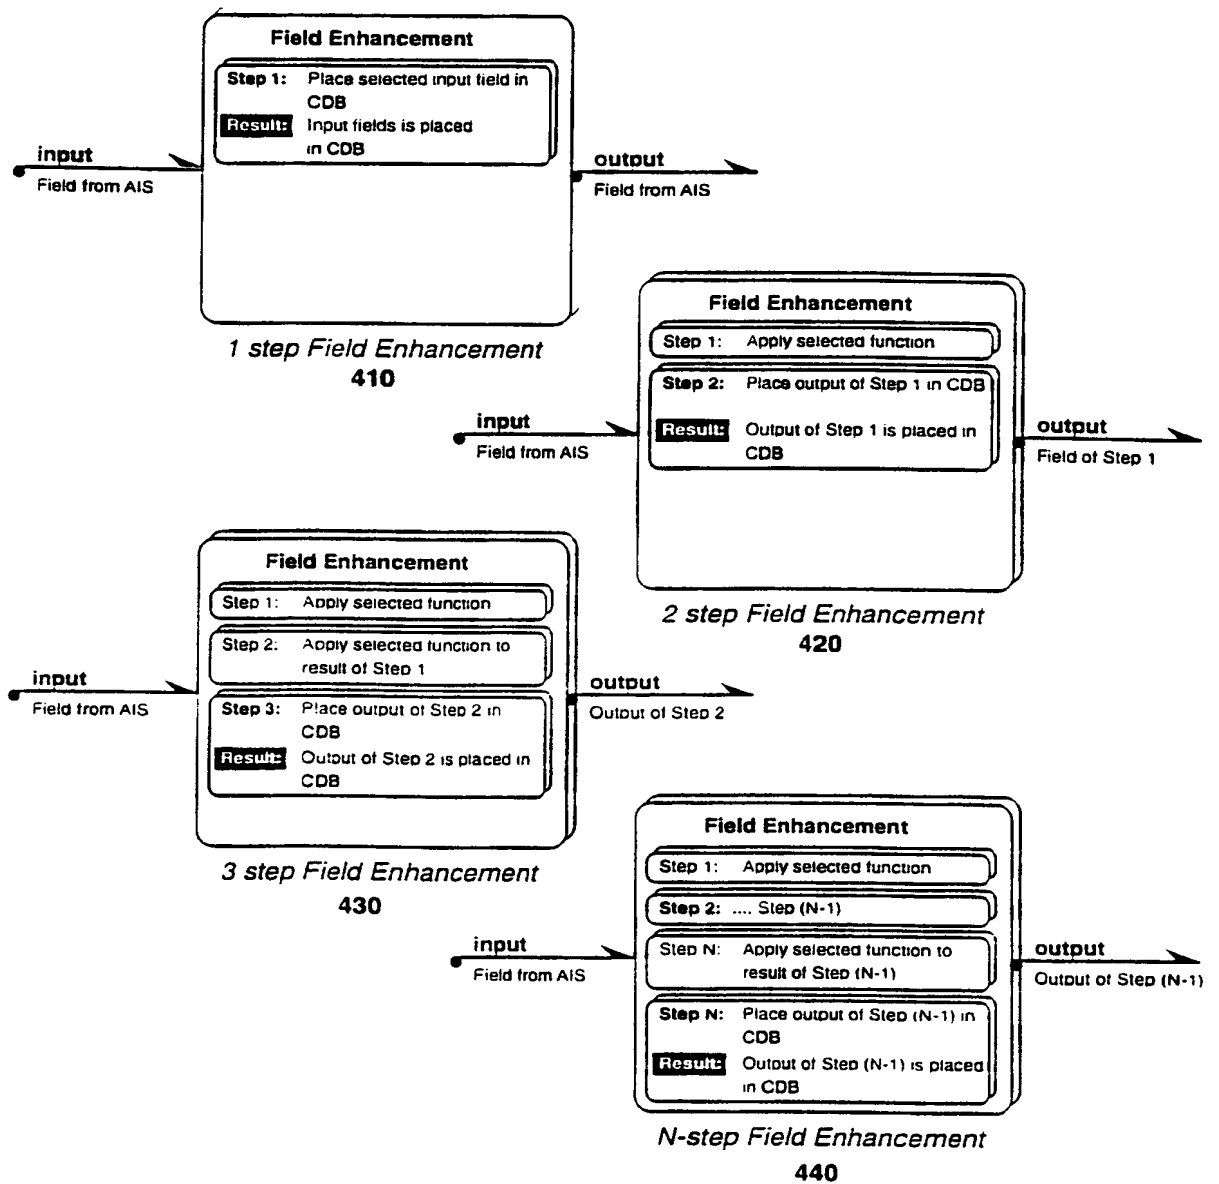 Field Enhancement
Step 1: Place selected input field in
CDB
Result: Input fields is placed
in CDB
input
Field from AIS
output
Field from AIS
1 step Field Enhancement
410
Field Enhancement
Step 1: Apply selected function
Step 2: Place output of Step 1 in CDB
Result: Output of Step 1 is placed in
CDB
input
Field from AIS
output
Field of Step 1
2 step Field Enhancement
420
Field Enhancement
Step 1: Apply selected function
Step 2: Apply selected function to
result of Step 1
Step 3: Place output of Step 2 in
CDB
Result: Output of Step 2 is placed in
CDB
input
Field from AIS
output
Output of Step 2
3 step Field Enhancement
430
Field Enhancement
Step 1: Apply selected function
Step 2: .... Step (N-1)
Step N: Apply selected function to
result of Step (N-1)
Step N: Place output of Step (N-1) in
CDB
Result: Output of Step (N-1) is placed
in CDB
input
Field from AIS
output
Output of Step (N-1)
N-step Field Enhancement
440